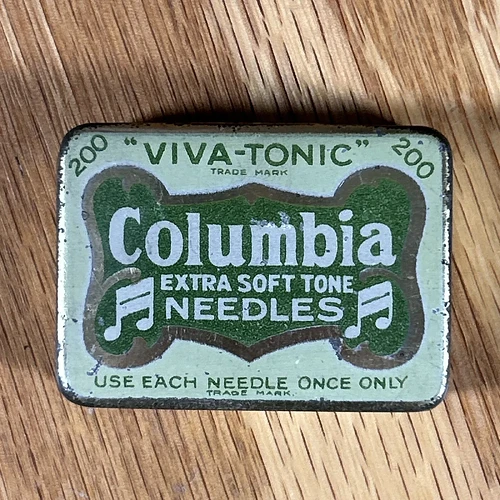 200 "VIVA-TONIC" 200
TRADE MARK
Columbia
EXTRA SOFT TONE
NEEDLES
USE EACH NEEDLE ONCE ONLY
TRADE MARK.